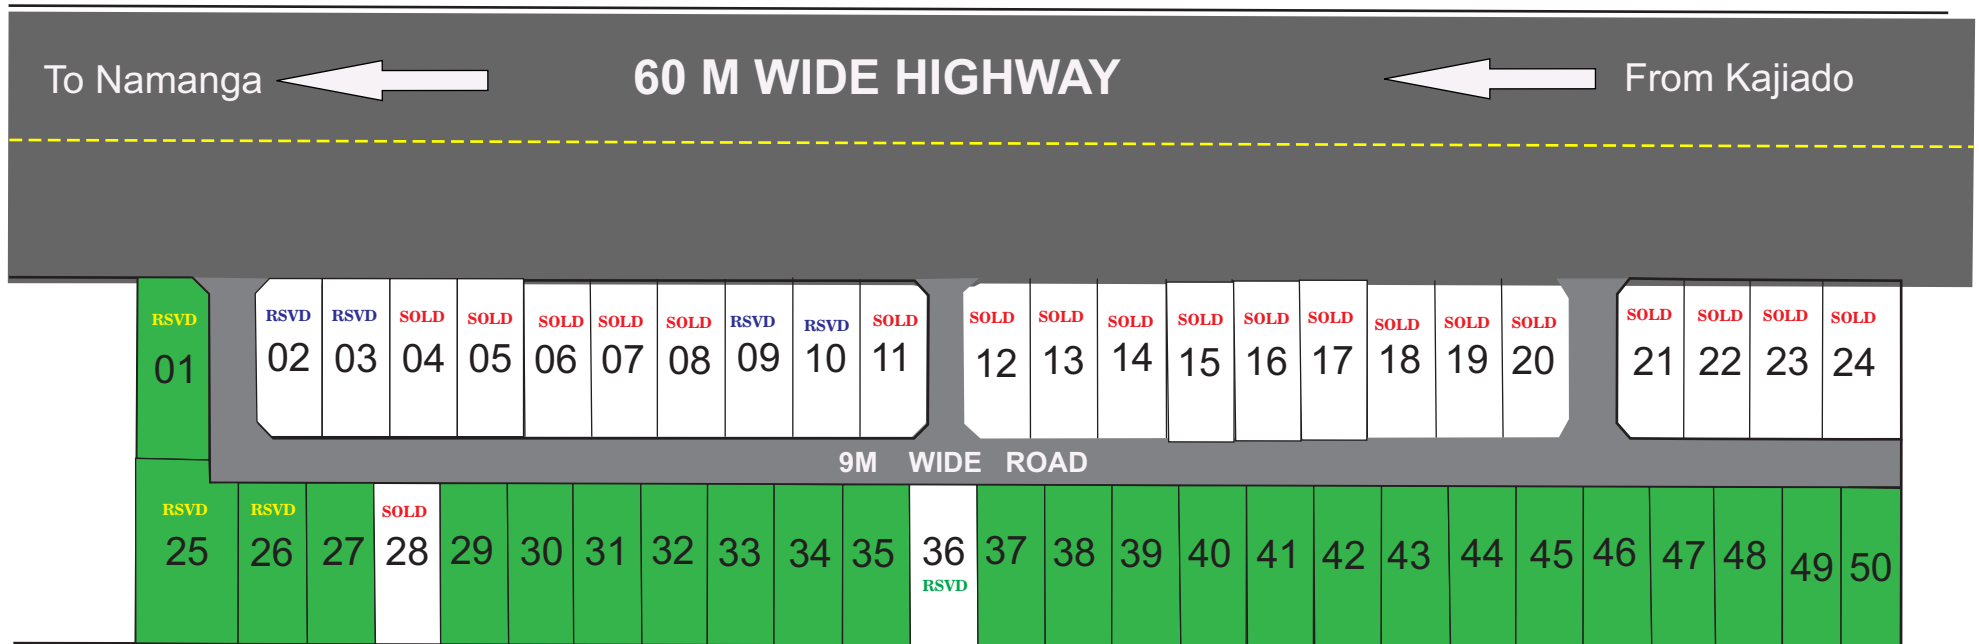 To Namanga
60 M WIDE HIGHWAY
From Kajiado
RSVD RSVD RSVD SOLD SOLD SOLD SOLD SOLD RSVD RSVD SOLD SOLD SOLD SOLD SOLD SOLD SOLD SOLD SOLD SOLD SOLD SOLD SOLD SOLD
01 02 03 04 05 06 07 08 09 10 11 12 13 14 15 16 17 18 19 20 21 22 23 24
9M WIDE ROAD
RSVD RSVD SOLD
25 26 27 28 29 30 31 32 33 34 35 36 37 38 39 40 41 42 43 44 45 46 47 48 49 50
RSVD